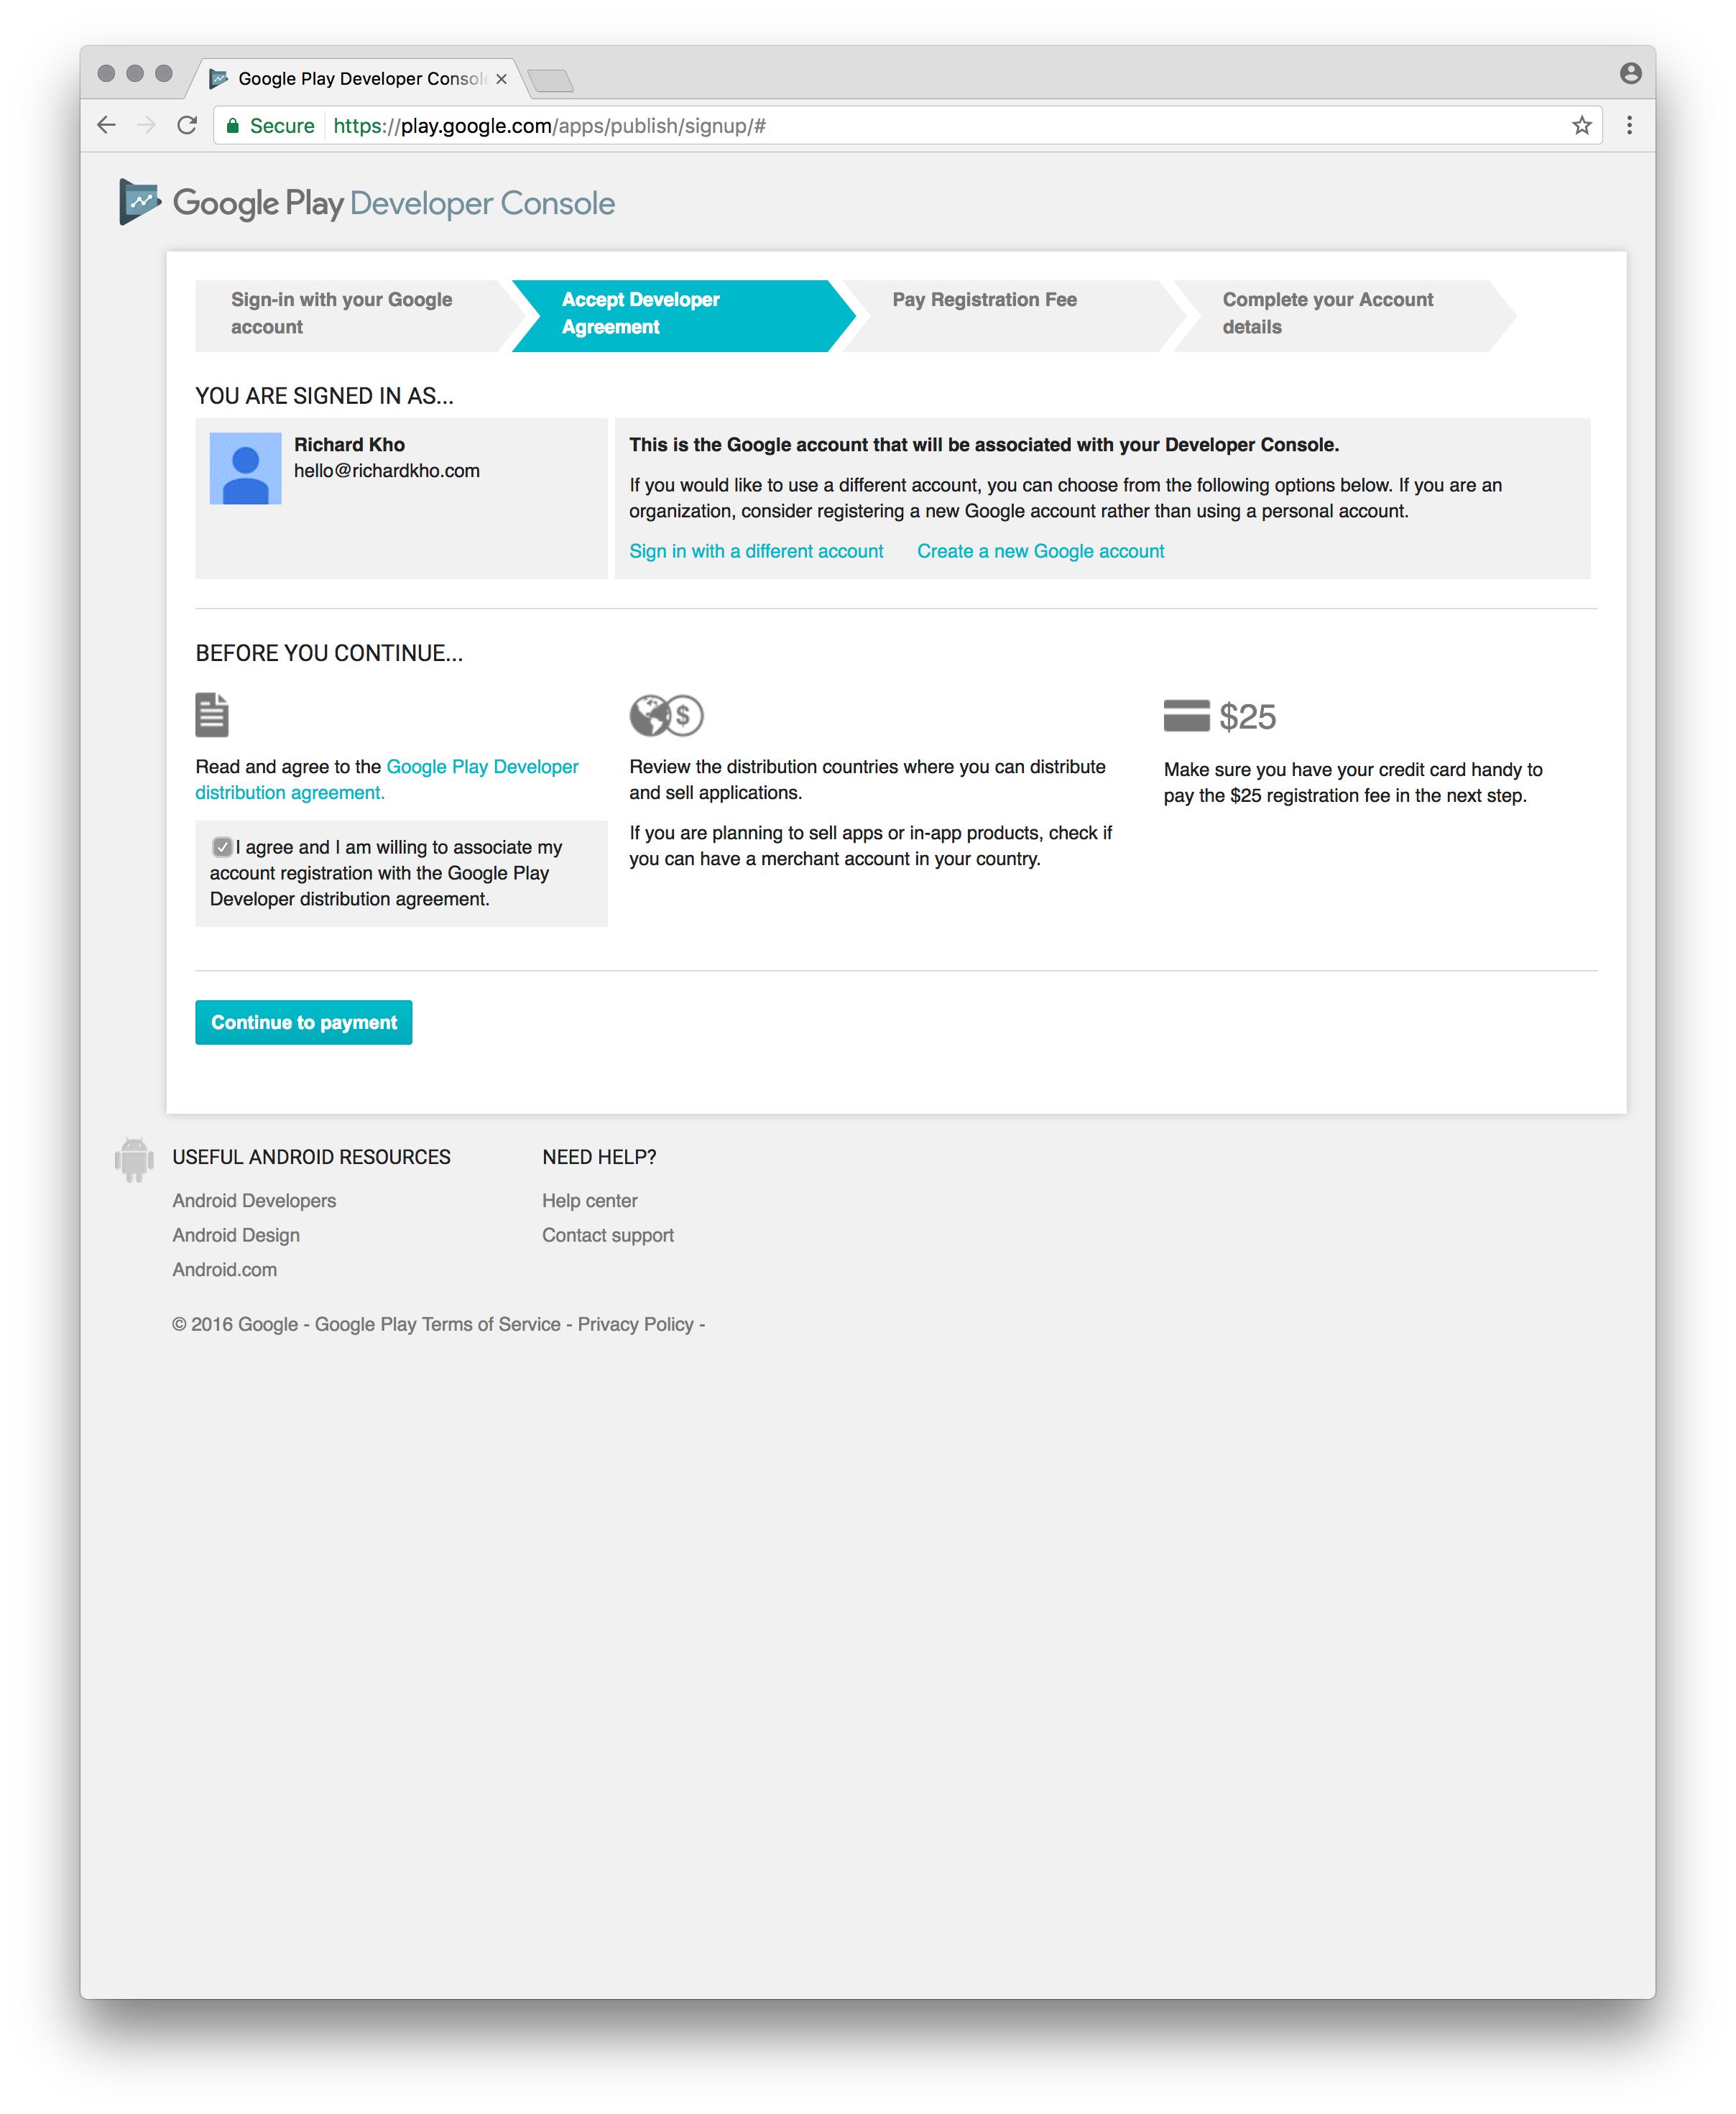 Google Play Developer Consol
Secure https://play.google.com/apps/publish/signup/#
Google Play Developer Console
Sign-in with your Google
account
Accept Developer
Agreement
Pay Registration Fee
Complete your Account
details
YOU ARE SIGNED IN AS...
Richard Kho
hello@richardkho.com
This is the Google account that will be associated with your Developer Console.
If you would like to use a different account, you can choose from the following options below. If you are an
organization, consider registering a new Google account rather than using a personal account.
Sign in with a different account Create a new Google account
BEFORE YOU CONTINUE...
Read and agree to the Google Play Developer
distribution agreement.
I agree and I am willing to associate my
account registration with the Google Play
Developer distribution agreement.
$
Review the distribution countries where you can distribute
and sell applications.
If you are planning to sell apps or in-app products, check if
you can have a merchant account in your country.
$25
Make sure you have your credit card handy to
pay the $25 registration fee in the next step.
Continue to payment
USEFUL ANDROID RESOURCES
Android Developers
Android Design
Android.com
NEED HELP?
Help center
Contact support
© 2016 Google - Google Play Terms of Service - Privacy Policy -